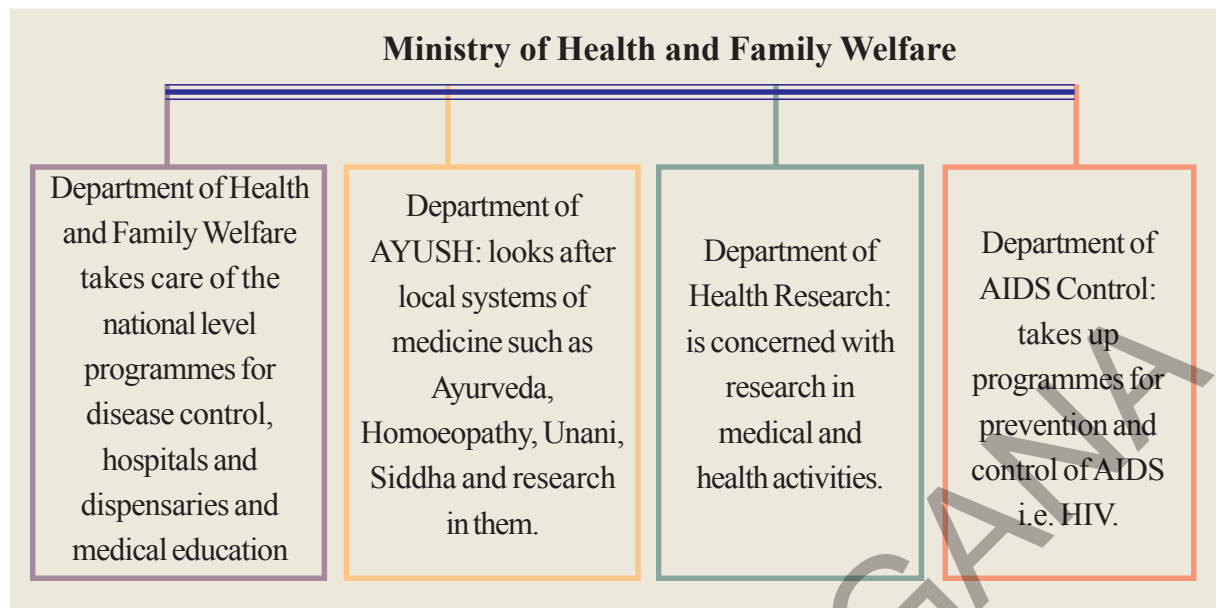 Ministry of Health and Family Welfare
Department of Health
and Family Welfare
takes care of the
national level
programmes for
disease control,
hospitals and
dispensaries and
medical education
Department of
AYUSH: looks after
local systems of
medicine such as
Ayurveda,
Homoeopathy, Unani,
Siddha and research
in them.
Department of
Health Research:
is concerned with
research in
medical and
health activities.
Department of
AIDS Control:
takes up
programmes for
prevention and
control of AIDS
i.e. HIV.
GANA